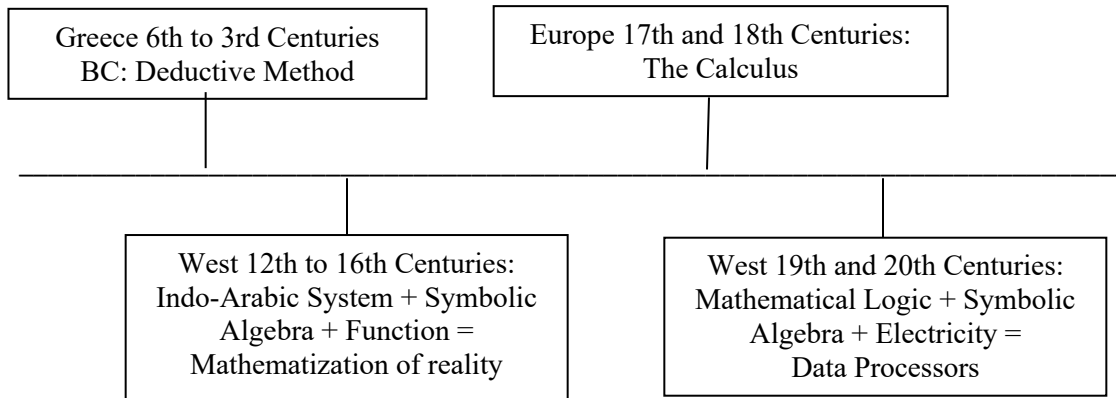 Greece 6th to 3rd Centuries
BC: Deductive Method
Europe 17th and 18th Centuries:
The Calculus
West 12th to 16th Centuries:
Indo-Arabic System + Symbolic
Algebra + Function =
Mathematization of reality
West 19th and 20th Centuries:
Mathematical Logic + Symbolic
Algebra + Electricity =
Data Processors